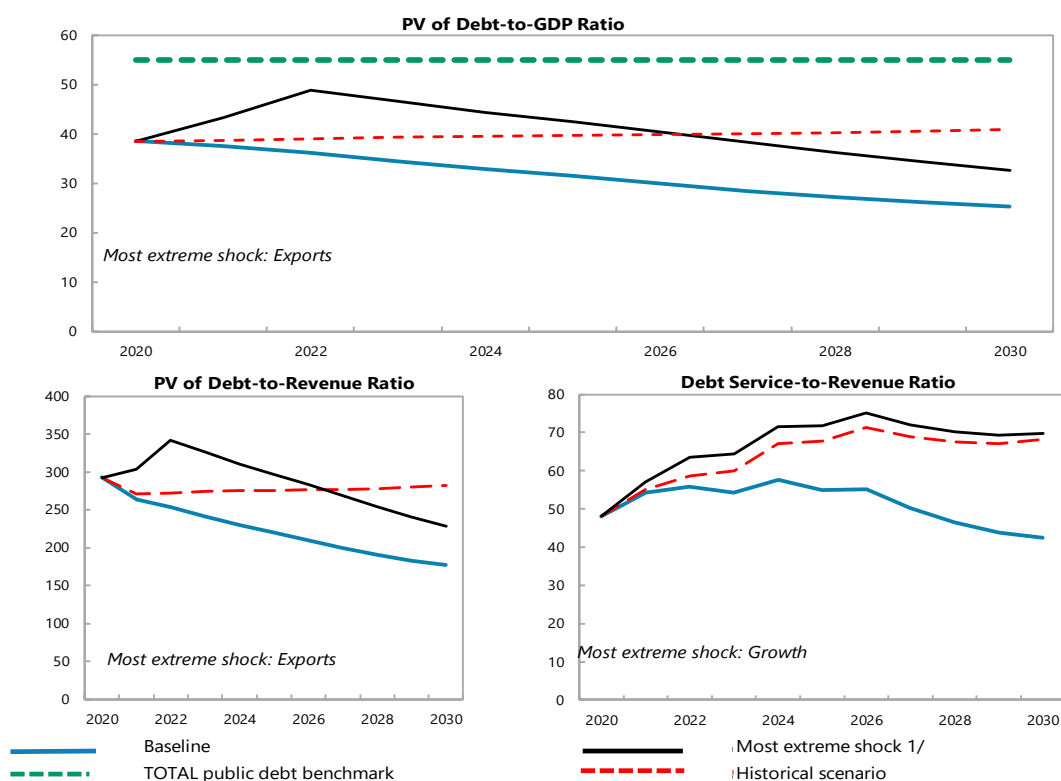 PV of Debt-to-GDP Ratio
60
50
40
30
20
10
0
Most extreme shock: Exports
2020 2022 2024 2026 2028 2030
PV of Debt-to-Revenue Ratio
400
350
300
250
200
150
100
50
0
Most extreme shock: Exports
2020 2022 2024 2026 2028 2030
Debt Service-to-Revenue Ratio
80
70
60
50
40
30
20
10
0
Most extreme shock: Growth
2020 2022 2024 2026 2028 2030
Baseline
Most extreme shock 1/
TOTAL public debt benchmark
Historical scenario